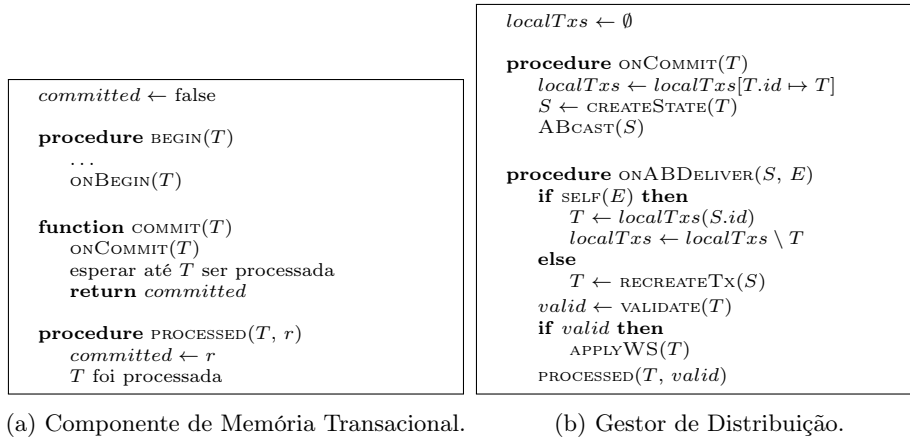 committed ← false
procedure BEGIN(T)
...
ONBEGIN(T)
function COMMIT(T)
ONCOMMIT(T)
esperar até T ser processada
return committed
procedure PROCESSED(T, r)
committed ← r
T foi processada
(a) Componente de Memória Transacional.
localTxs ← ∅
procedure ONCOMMIT(T)
localTxs ← localTxs[T.id ↦ T]
S ← CREATESTATE(T)
ABCAST(S)
procedure ONABDELIVER(S, E)
if SELF(E) then
T ← localTxs(S.id)
localTxs ← localTxs \ T
else
T ← RECREATETX(S)
valid ← VALIDATE(T)
if valid then
APPLYWS(T)
PROCESSED(T, valid)
(b) Gestor de Distribuição.